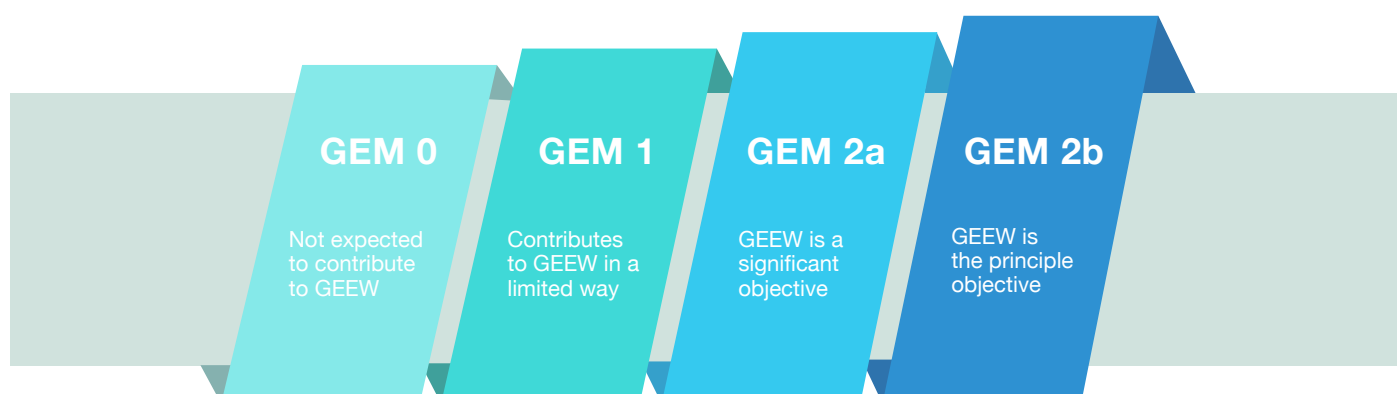 GEM 0
Not expected
to contribute
to GEEW
GEM 1
Contributes
to GEEW in a
limited way
GEM 2a
GEEW is a
significant
objective
GEM 2b
GEEW is
the principle
objective